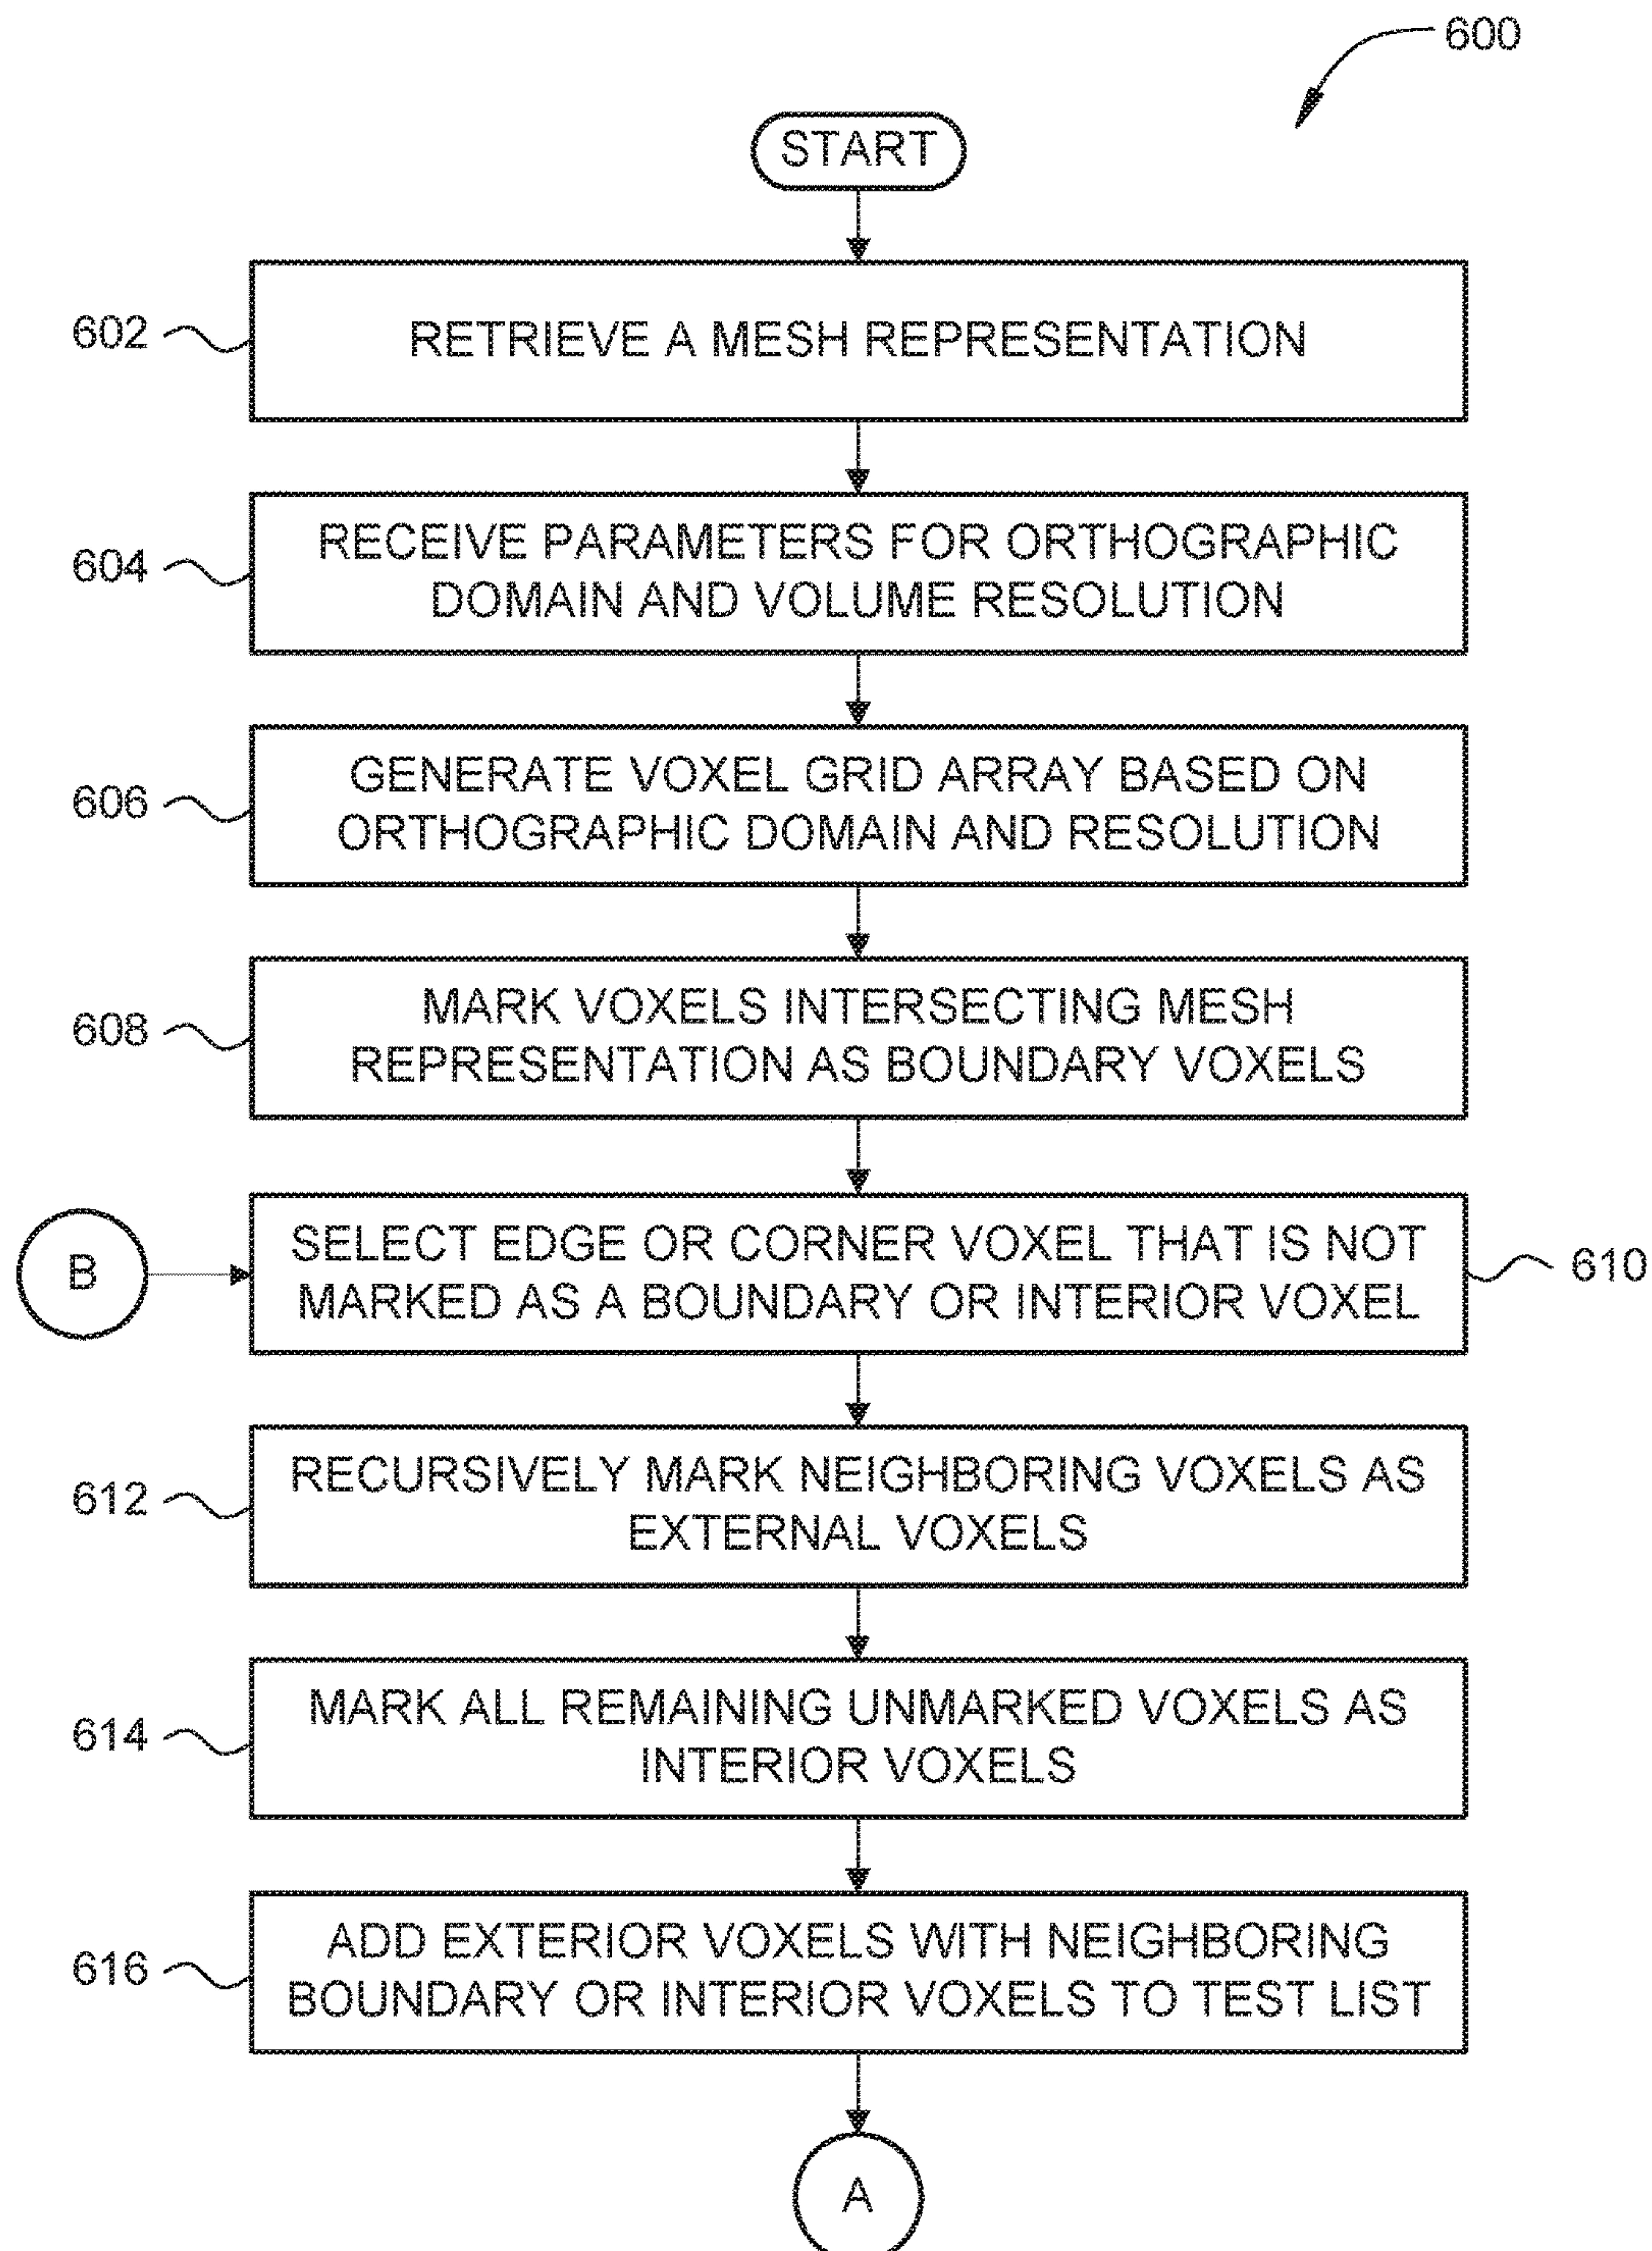 600
START
602
RETRIEVE A MESH REPRESENTATION
604
RECEIVE PARAMETERS FOR ORTHOGRAPHIC
DOMAIN AND VOLUME RESOLUTION
606
GENERATE VOXEL GRID ARRAY BASED ON
ORTHOGRAPHIC DOMAIN AND RESOLUTION
608
MARK VOXELS INTERSECTING MESH
REPRESENTATION AS BOUNDARY VOXELS
B
SELECT EDGE OR CORNER VOXEL THAT IS NOT
MARKED AS A BOUNDARY OR INTERIOR VOXEL
610
612
RECURSIVELY MARK NEIGHBORING VOXELS AS
EXTERNAL VOXELS
614
MARK ALL REMAINING UNMARKED VOXELS AS
INTERIOR VOXELS
616
ADD EXTERIOR VOXELS WITH NEIGHBORING
BOUNDARY OR INTERIOR VOXELS TO TEST LIST
A